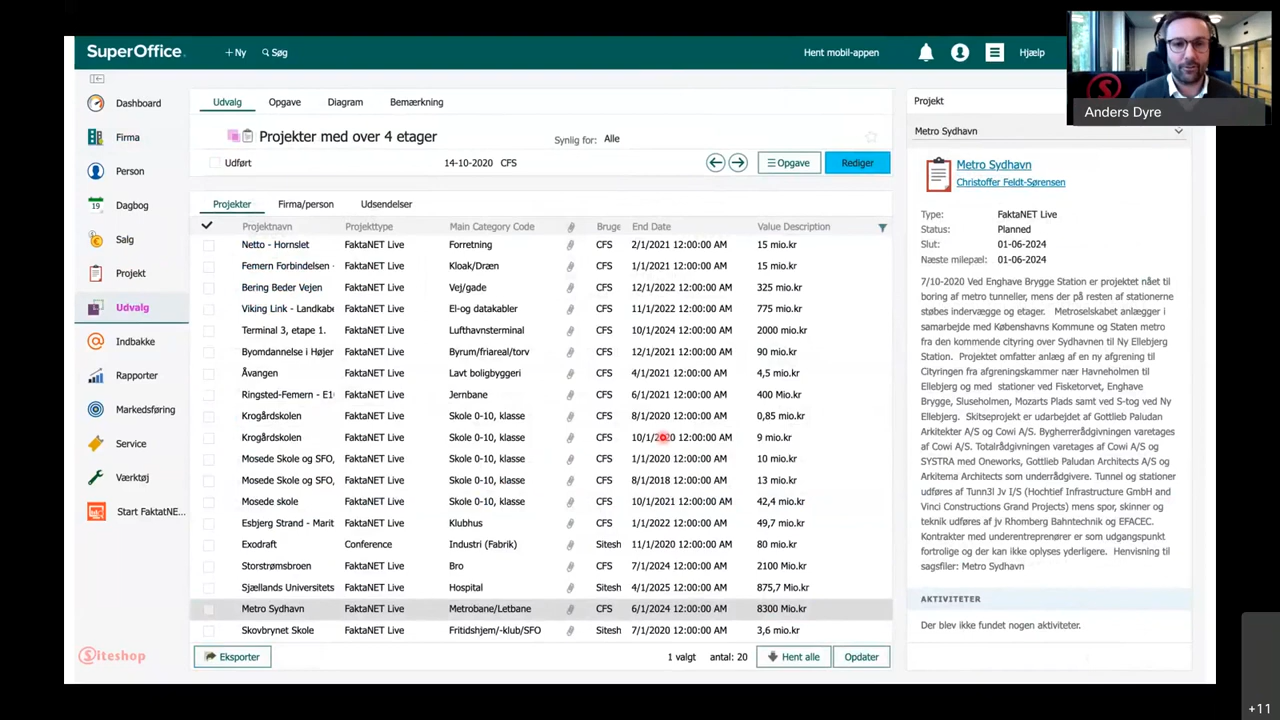 SuperOffice.
+ Ny
Søg
Hent mobil-appen
Hjælp
Anders Dyre
Dashboard
Firma
Person
19
Dagbog
Salg
Projekt
Udvalg
Indbakke
Rapporter
Markedsføring
Service
Værktøj
Start FaktatNE...
Siteshop
Udvalg Opgave Diagram Bemærkning
Projekter med over 4 etager
Synlig for: Alle
Udført 14-10-2020 CFS
Opgave
Rediger
Projekter Firma/person Udsendelser
Projektnavn Projekttype Main Category Code Bruge End Date Value Description
Netto - Hornslet FaktaNET Live Forretning CFS 2/1/2021 12:00:00 AM 15 mio.kr
Femern Forbindelsen - FaktaNET Live Kloak/Dræn CFS 1/1/2021 12:00:00 AM 15 mio.kr
Bering Beder Vejen FaktaNET Live Vej/gade CFS 12/1/2022 12:00:00 AM 325 mio.kr
Viking Link - Landkabe FaktaNET Live El-og datakabler CFS 11/1/2022 12:00:00 AM 775 mio.kr
Terminal 3, etape 1. FaktaNET Live Lufthavnsterminal CFS 10/1/2024 12:00:00 AM 2000 mio.kr
Byomdannelse i Højer FaktaNET Live Byrum/friareal/torv CFS 12/1/2021 12:00:00 AM 90 mio.kr
Åvangen FaktaNET Live Lavt boligbyggeri CFS 4/1/2021 12:00:00 AM 4,5 mio.kr
Ringsted-Femern - E1 FaktaNET Live Jernbane CFS 6/1/2021 12:00:00 AM 400 Mio.kr
Krogårdskolen FaktaNET Live Skole 0-10, klasse CFS 8/1/2020 12:00:00 AM 0,85 Mio.kr
Krogårdskolen FaktaNET Live Skole 0-10, klasse CFS 10/1/2020 12:00:00 AM 9 mio.kr
Mosede Skole og SFO, FaktaNET Live Skole 0-10, klasse CFS 1/1/2020 12:00:00 AM 10 mio.kr
Mosede Skole og SFO, FaktaNET Live Skole 0-10, klasse CFS 8/1/2018 12:00:00 AM 13 mio.kr
Mosede skole FaktaNET Live Skole 0-10, klasse CFS 10/1/2021 12:00:00 AM 42,4 mio.kr
Esbjerg Strand - Marit FaktaNET Live Klubhus CFS 1/1/2022 12:00:00 AM 49,7 mio.kr
Exodraft Conference Industri (Fabrik) Sitesh 11/1/2020 12:00:00 AM 80 mio.kr
Storstrømsbroen FaktaNET Live Bro CFS 7/1/2024 12:00:00 AM 2100 Mio.kr
Sjællands Universitets FaktaNET Live Hospital Sitesh 4/1/2025 12:00:00 AM 875,7 Mio.kr
Metro Sydhavn FaktaNET Live Metrobane/Letbane CFS 6/1/2024 12:00:00 AM 8300 Mio.kr
Skovbrynet Skole FaktaNET Live Fritidshjem/-klub/SFO Sitesh 7/1/2020 12:00:00 AM 3,6 mio.kr
Eksporter
1 valgt antal: 20
Hent alle
Opdater
Projekt
Metro Sydhavn
Metro Sydhavn
Christoffer Feldt-Sørensen
Type: FaktaNET Live
Status: Planned
Slut: 01-06-2024
Næste milepæl: 01-06-2024
7/10-2020 Ved Enghave Brygge Station er projektet nået til
boring af metro tunneller, mens der på resten af stationerne
støbes indervægge og etager. Metroselskabet anlægger i
samarbejde med Københavns Kommune og Staten metro
fra den kommende cityring over Sydhavnen til Ny Ellebjerg
Station. Projektet omfatter anlæg af en ny afgrening til
Cityringen fra afgreningskammer nær Havneholmen til
Ellebjerg og med stationer ved Fisketorvet, Enghave
Brygge, Sluseholmen, Mozarts Plads samt ved S-tog ved Ny
Ellebjerg. Skitseprojekt er udarbejdet af Gottlieb Paludan
Arkitekter A/S og Cowi A/S. Bygherrerådgivningen varetages
af Cowi A/S. Totalrådgivningen varetages af Cowi A/S og
SYSTRA med Oneworks, Gottlieb Paludan Architects A/S og
Arkitema Architects som underrådgivere. Tunnel og stationer
udføres af Tunn3l Jv I/S (Hochtief Infrastructure GmbH and
Vinci Constructions Grand Projects) mens spor, skinner og
teknik udføres af jv Rhomberg Bahntechnik og EFACEC.
Kontrakter med underentreprenører er som udgangspunkt
fortrolige og der kan ikke oplyses yderligere. Henvisning til
sagsfiler: Metro Sydhavn
AKTIVITETER
Der blev ikke fundet nogen aktiviteter.
+11